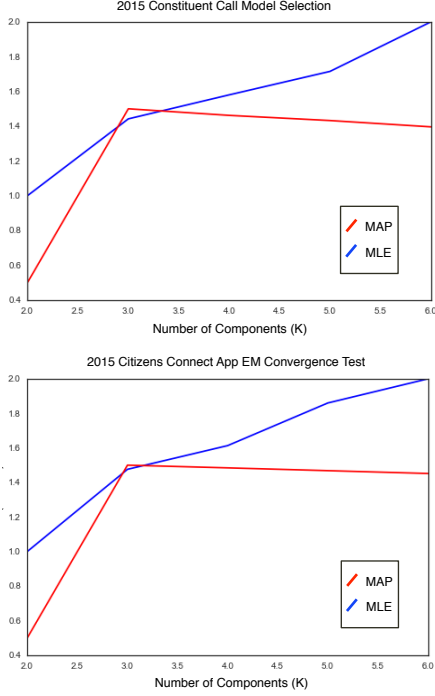 2015 Constituent Call Model Selection
2.0
1.8
1.6
1.4
1.2
1.0
0.8
0.6
0.4
MAP
MLE
2.0 2.5 3.0 3.5 4.0 4.5 5.0 5.5 6.0
Number of Components (K)
2015 Citizens Connect App EM Convergence Test
2.0
1.8
1.6
1.4
1.2
1.0
0.8
0.6
0.4
MAP
MLE
2.0 2.5 3.0 3.5 4.0 4.5 5.0 5.5 6.0
Number of Components (K)